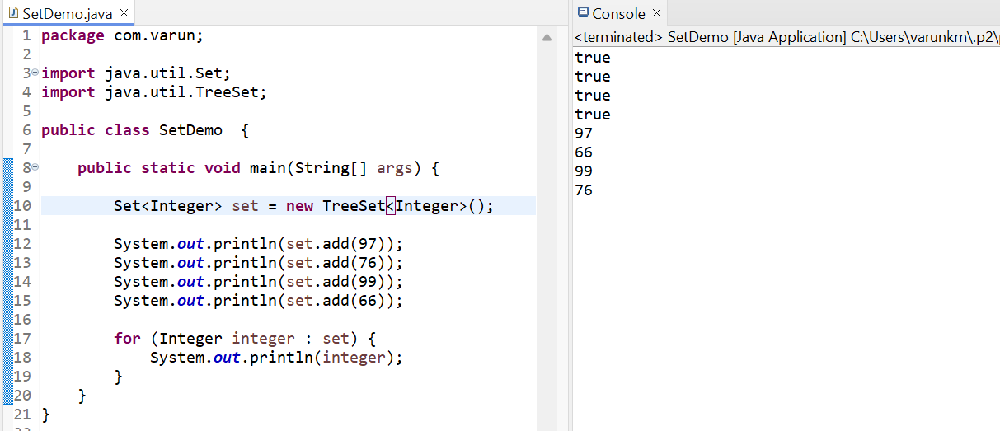 SetDemo.java
1 package com.varun;
2
3 import java.util.Set;
4 import java.util.TreeSet;
5
6 public class SetDemo  {
7
8     public static void main(String[] args) {
9
10         Set<Integer> set = new TreeSet<Integer>();
11
12         System.out.println(set.add(97));
13         System.out.println(set.add(76));
14         System.out.println(set.add(99));
15         System.out.println(set.add(66));
16
17         for (Integer integer : set) {
18             System.out.println(integer);
19         }
20     }
21 }
Console
<terminated> SetDemo [Java Application] C:\Users\varunkm\.p2\
true
true
true
true
97
66
99
76